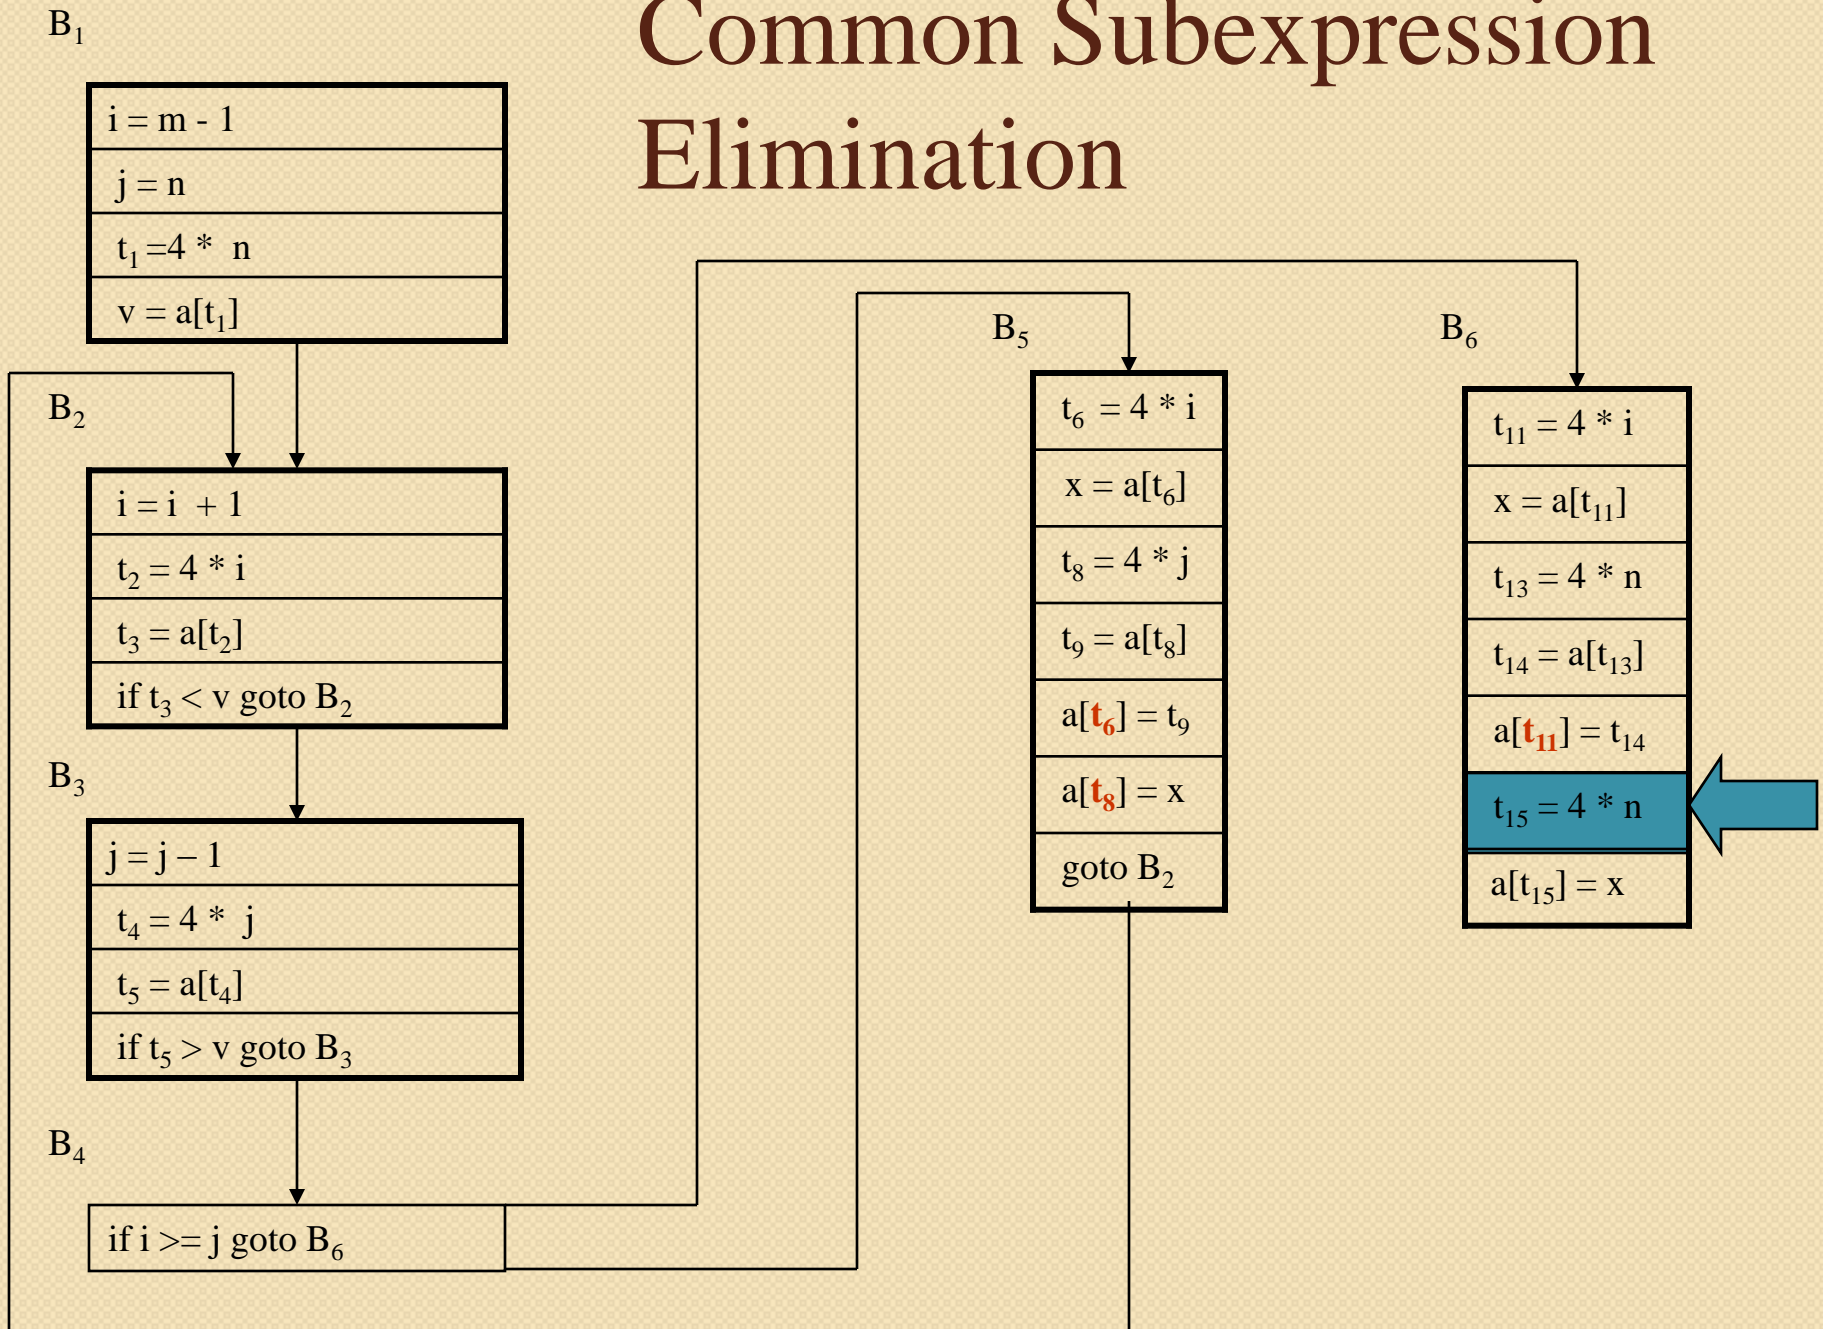 Common Subexpression
Elimination
B₁
i = m - 1
j = n
t₁ =4 * n
v = a[t₁]
B₂
i = i + 1
t₂ = 4 * i
t₃ = a[t₂]
if t₃ < v goto B₂
B₃
j = j – 1
t₄ = 4 * j
t₅ = a[t₄]
if t₅ > v goto B₃
B₄
if i >= j goto B₆
B₅
t₆ = 4 * i
x = a[t₆]
t₈ = 4 * j
t₉ = a[t₈]
a[t₆] = t₉
a[t₈] = x
goto B₂
B₆
t₁₁ = 4 * i
x = a[t₁₁]
t₁₃ = 4 * n
t₁₄ = a[t₁₃]
a[t₁₁] = t₁₄
t₁₅ = 4 * n
a[t₁₅] = x